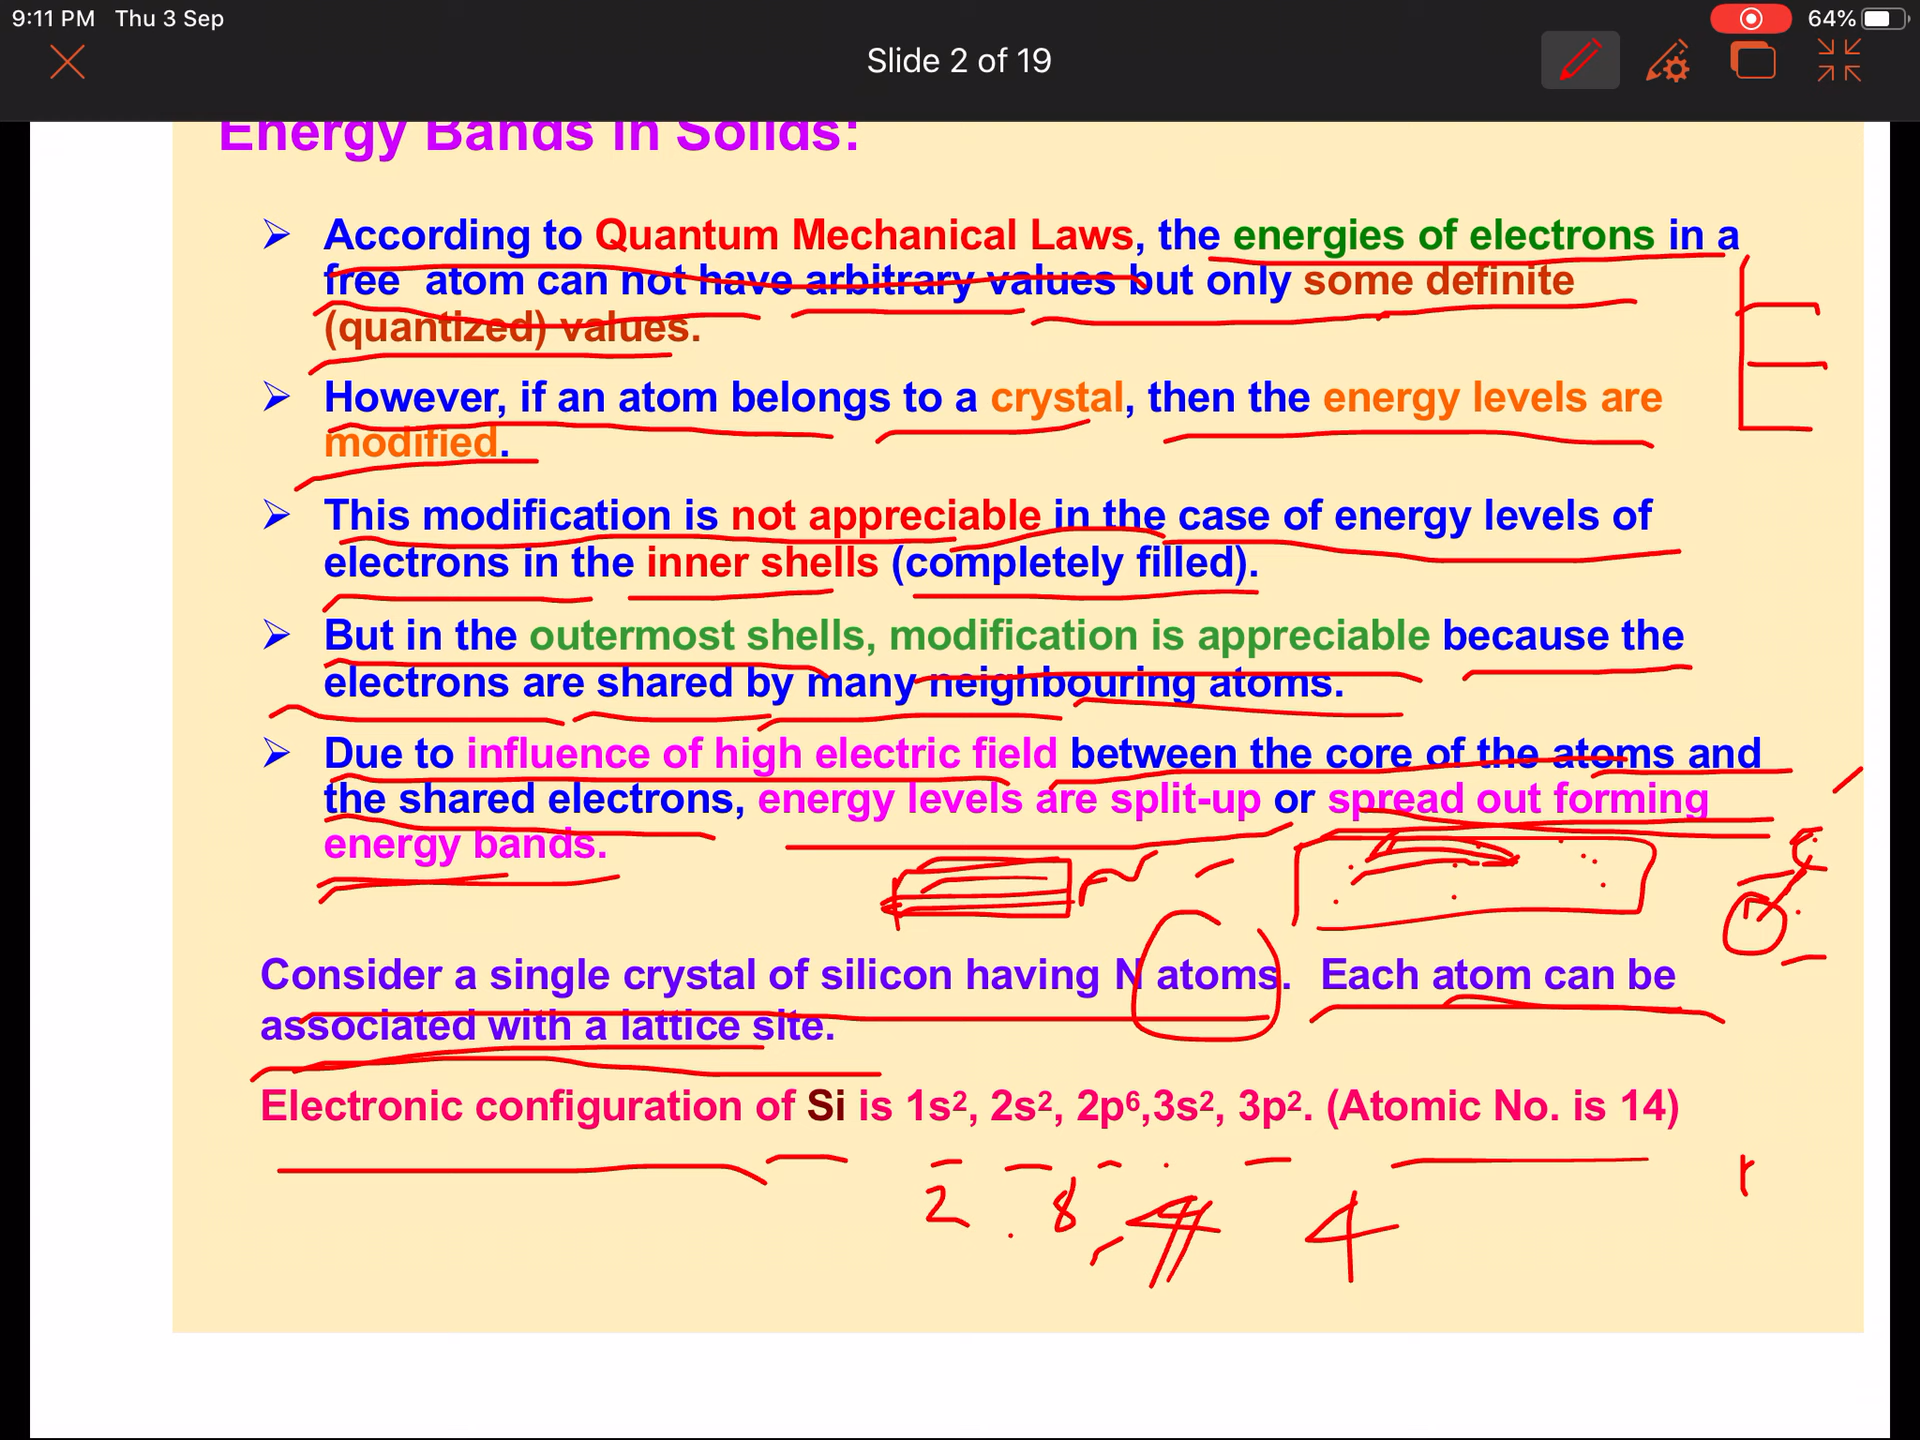 9:11 PM Thu 3 Sep
64%
Slide 2 of 19
Energy Bands in Solids:
➢ According to Quantum Mechanical Laws, the energies of electrons in a
free atom can not have arbitrary values but only some definite
(quantized) values.
➢ However, if an atom belongs to a crystal, then the energy levels are
modified.
➢ This modification is not appreciable in the case of energy levels of
electrons in the inner shells (completely filled).
➢ But in the outermost shells, modification is appreciable because the
electrons are shared by many neighbouring atoms.
➢ Due to influence of high electric field between the core of the atoms and
the shared electrons, energy levels are split-up or spread out forming
energy bands.
Consider a single crystal of silicon having N atoms. Each atom can be
associated with a lattice site.
Electronic configuration of Si is 1s², 2s², 2p⁶,3s², 3p². (Atomic No. is 14)
2 . 8 , 4 4